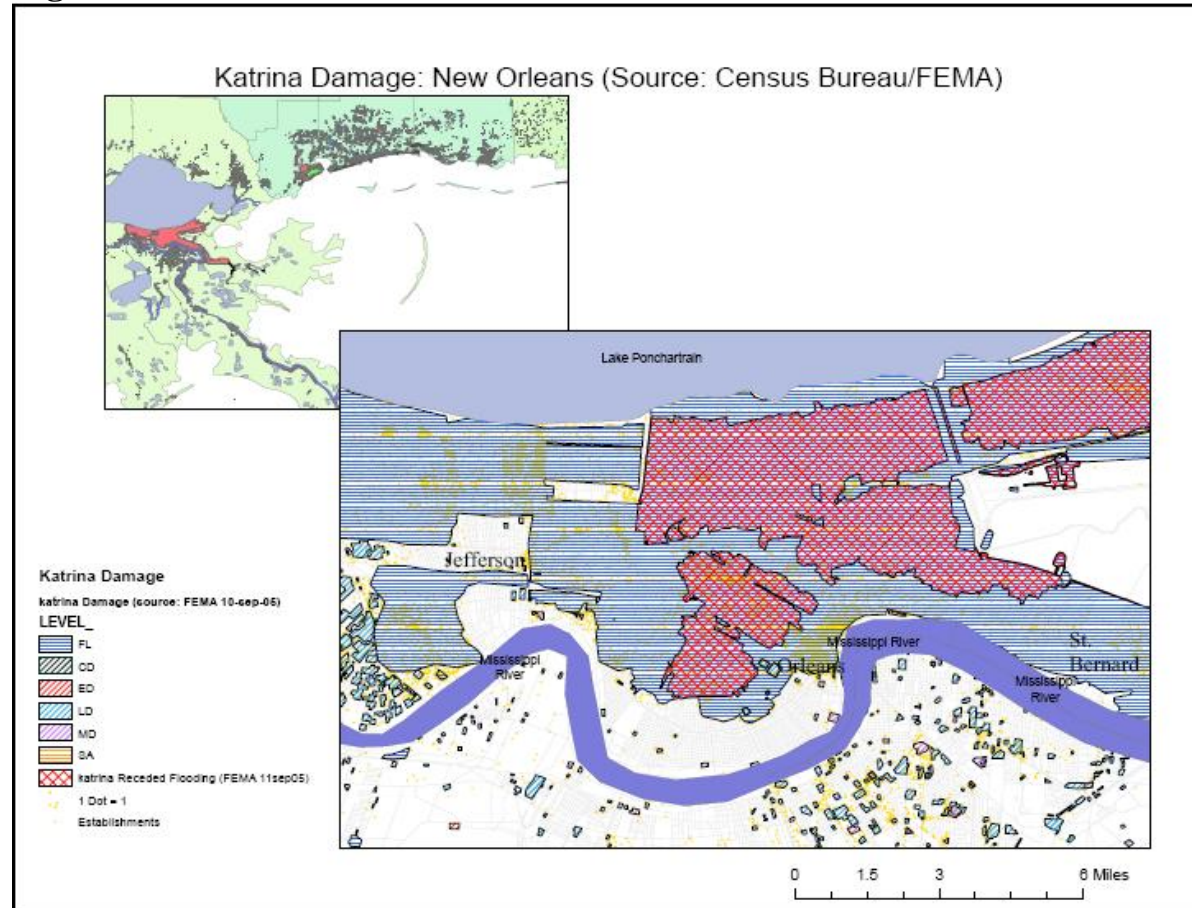 Katrina Damage: New Orleans (Source: Census Bureau/FEMA)
Lake Ponchartrain
Jefferson
Mississippi
River
Orleans
Mississippi River
St.
Bernard
Mississippi
River
Katrina Damage
katrina Damage (source: FEMA 10-sep-05)
LEVEL_
FL
CD
ED
LD
MD
SA
katrina Receded Flooding (FEMA 11sep05)
1 Dot = 1
Establishments
0 1.5 3 6 Miles